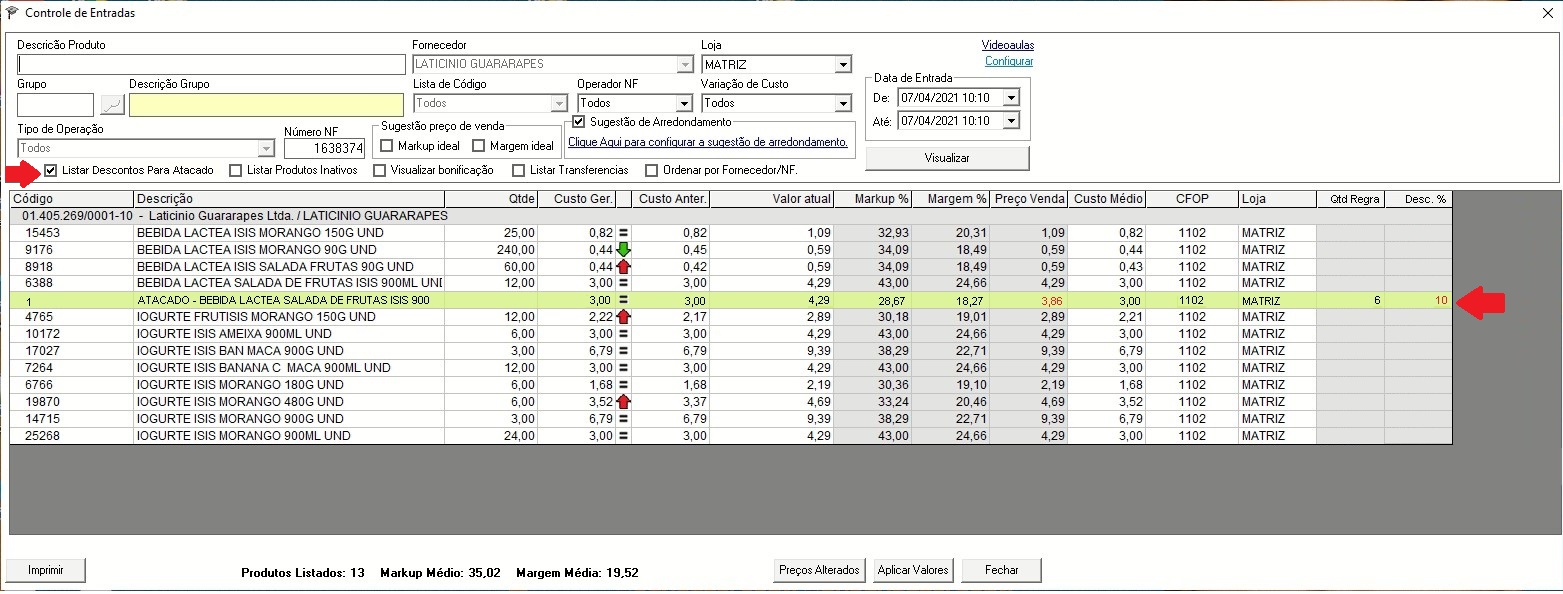 Controle de Entradas
Descrição Produto Fornecedor Loja Videoaulas
LATICINIO GUARARAPES MATRIZ Configurar
Grupo Descrição Grupo Lista de Código Operador NF Variação de Custo Data de Entrada
Todos Todos Todos De: 07/04/2021 10:10
Tipo de Operação Número NF Sugestão preço de venda Sugestão de Arredondamento Até: 07/04/2021 10:10
Todos 1638374 Markup ideal Margem ideal Clique Aqui para configurar a sugestão de arredondamento. Visualizar
Listar Descontos Para Atacado Listar Produtos Inativos Visualizar bonificação Listar Transferencias Ordenar por Fornecedor/NF.
Código Descrição Qtde Custo Ger. Custo Anter. Valor atual Markup % Margem % Preço Venda Custo Médio CFOP Loja Qtd Regra Desc. %
01.405.269/0001-10 - Laticinio Guararapes Ltda. / LATICINIO GUARARAPES
15453 BEBIDA LACTEA ISIS MORANGO 150G UND 25,00 0,82 = 0,82 1,09 32,93 20,31 1,09 0,82 1102 MATRIZ
9176 BEBIDA LACTEA ISIS MORANGO 90G UND 240,00 0,44 0,45 0,59 34,09 18,49 0,59 0,44 1102 MATRIZ
8918 BEBIDA LACTEA ISIS SALADA FRUTAS 90G UND 60,00 0,44 0,42 0,59 34,09 18,49 0,59 0,43 1102 MATRIZ
6388 BEBIDA LACTEA SALADA DE FRUTAS ISIS 900ML UND 12,00 3,00 = 3,00 4,29 43,00 24,66 4,29 3,00 1102 MATRIZ
1 ATACADO - BEBIDA LACTEA SALADA DE FRUTAS ISIS 900 3,00 = 3,00 4,29 28,67 18,27 3,86 3,00 1102 MATRIZ 6 10
4765 IOGURTE FRUTISIS MORANGO 150G UND 12,00 2,22 2,17 2,89 30,18 19,01 2,89 2,21 1102 MATRIZ
10172 IOGURTE ISIS AMEIXA 900ML UND 6,00 3,00 = 3,00 4,29 43,00 24,66 4,29 3,00 1102 MATRIZ
17027 IOGURTE ISIS BAN MACA 900G UND 3,00 6,79 = 6,79 9,39 38,29 22,71 9,39 6,79 1102 MATRIZ
7264 IOGURTE ISIS BANANA C MACA 900ML UND 12,00 3,00 = 3,00 4,29 43,00 24,66 4,29 3,00 1102 MATRIZ
6766 IOGURTE ISIS MORANGO 180G UND 6,00 1,68 = 1,68 2,19 30,36 19,10 2,19 1,68 1102 MATRIZ
19870 IOGURTE ISIS MORANGO 480G UND 6,00 3,52 3,37 4,69 33,24 20,46 4,69 3,52 1102 MATRIZ
14715 IOGURTE ISIS MORANGO 900G UND 3,00 6,79 = 6,79 9,39 38,29 22,71 9,39 6,79 1102 MATRIZ
25268 IOGURTE ISIS MORANGO 900ML UND 24,00 3,00 = 3,00 4,29 43,00 24,66 4,29 3,00 1102 MATRIZ
Imprimir Produtos Listados: 13 Markup Médio: 35,02 Margem Média: 19,52 Preços Alterados Aplicar Valores Fechar